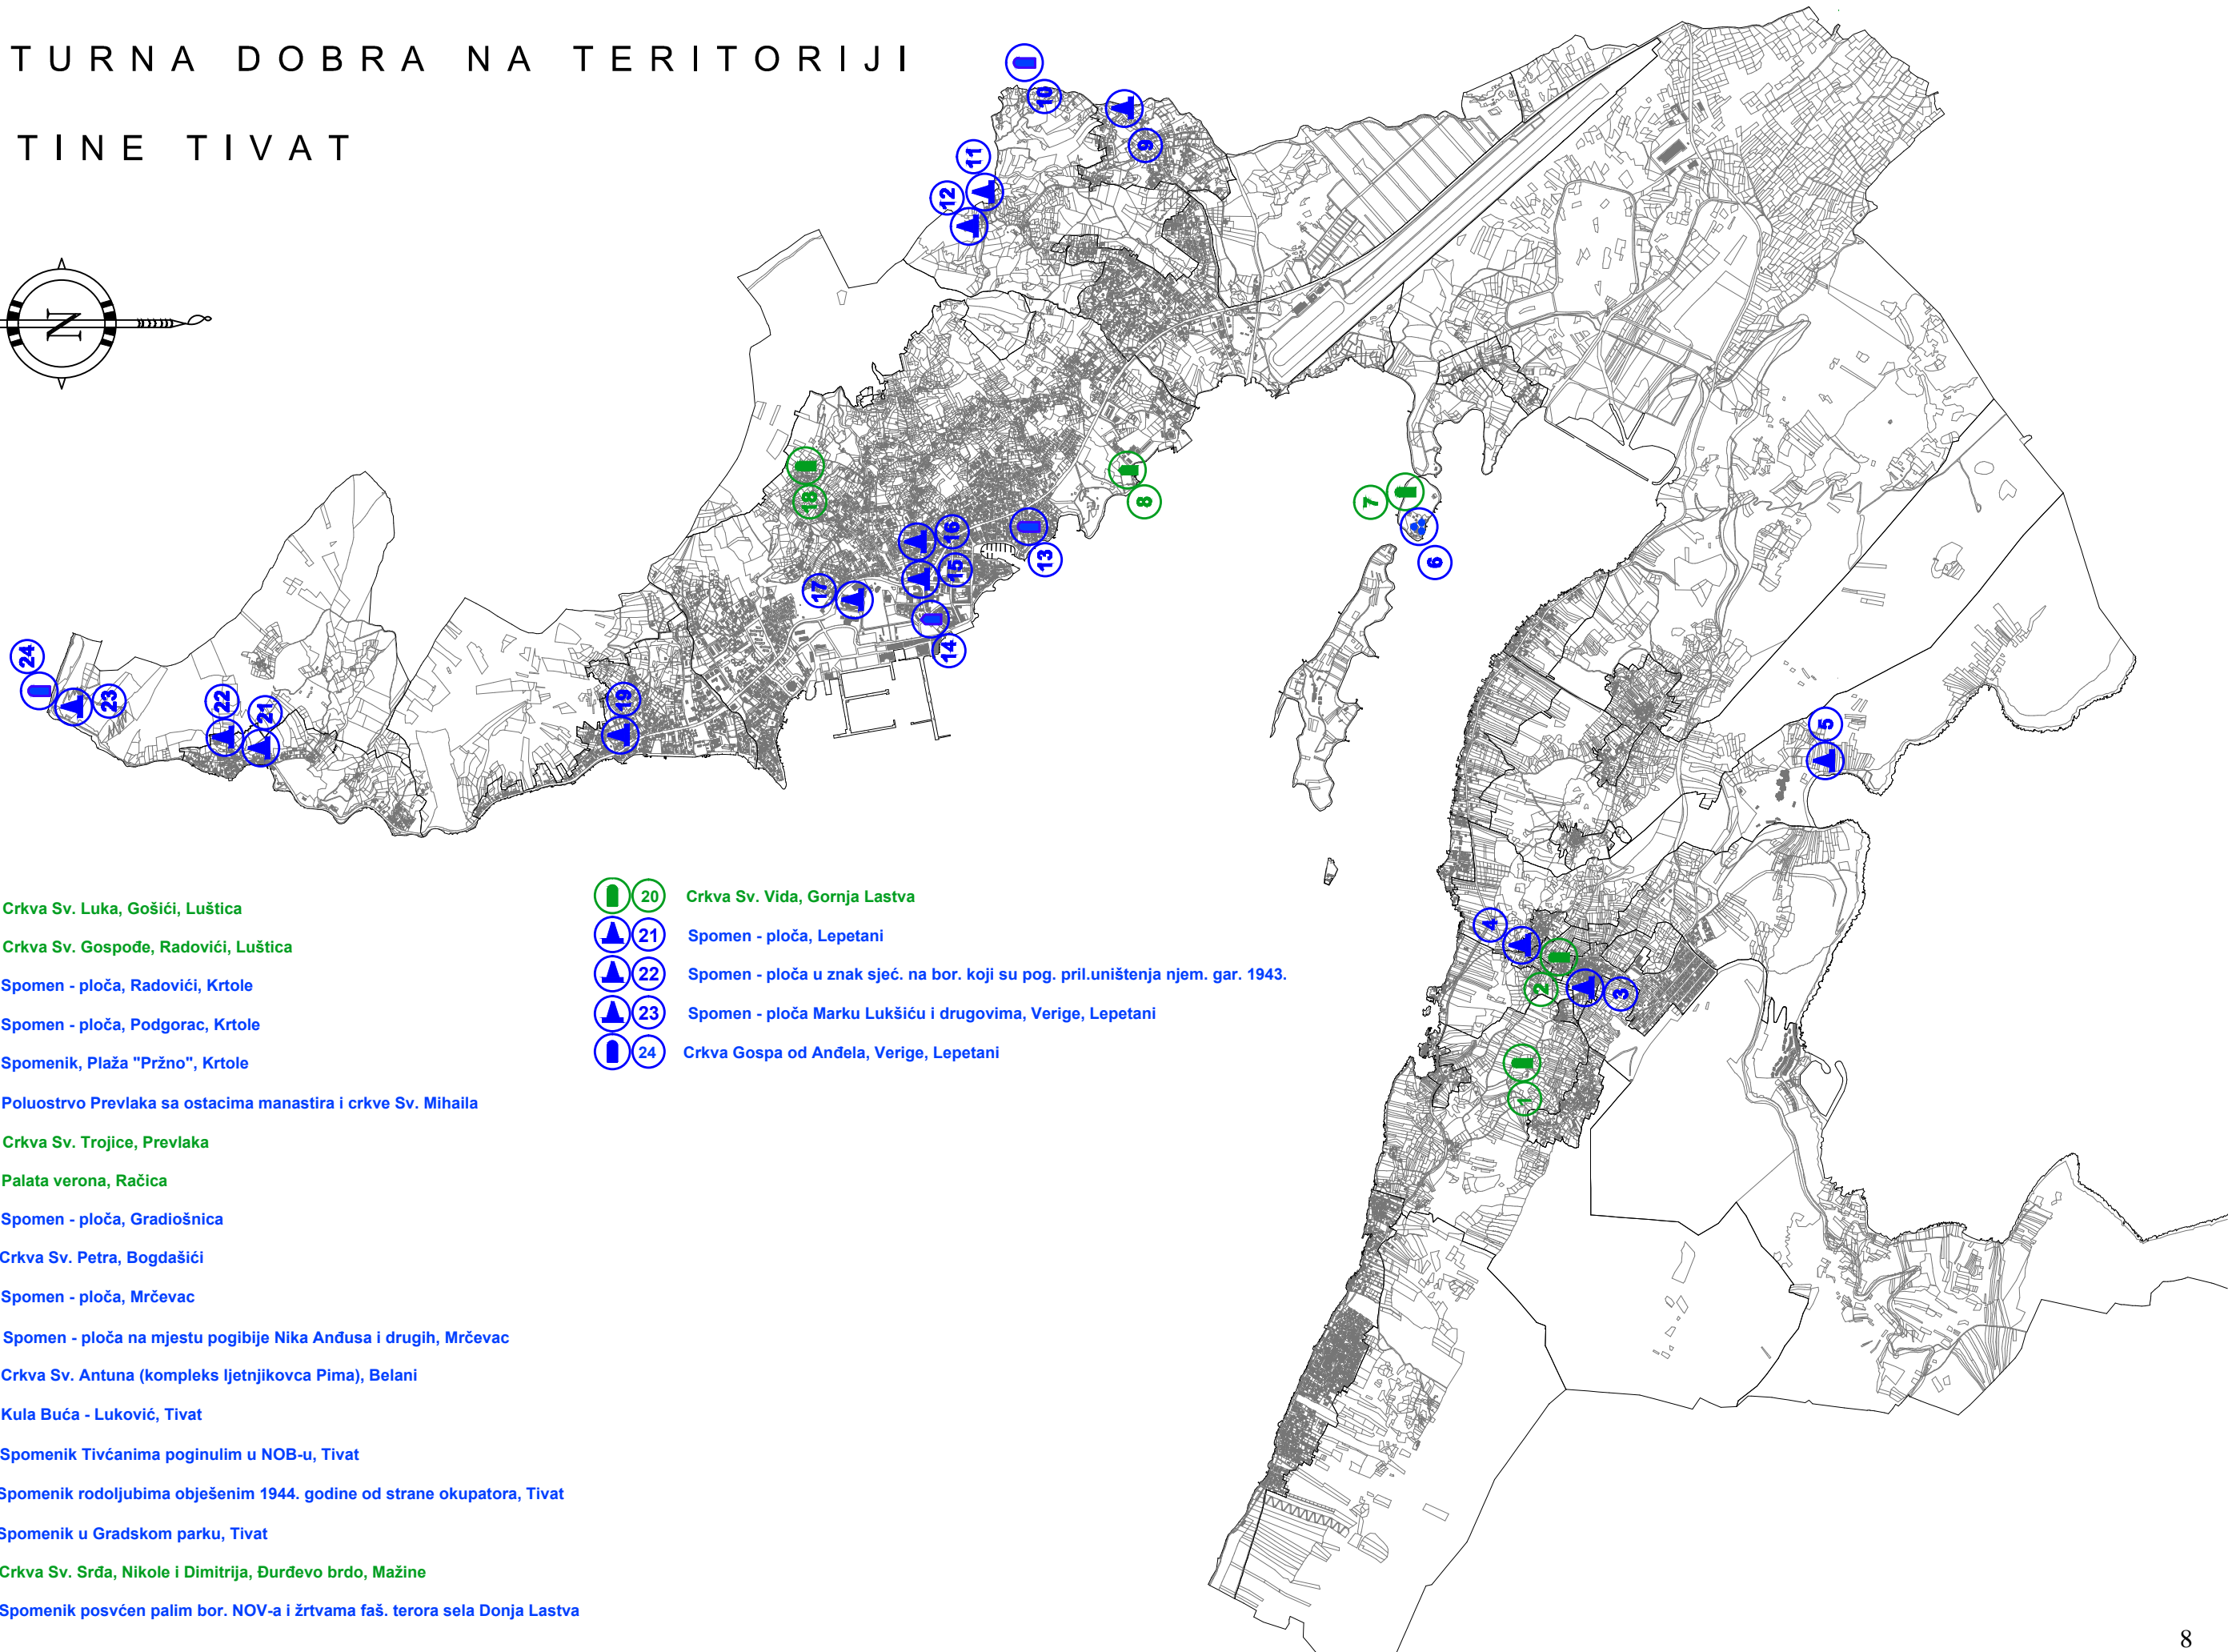 TURNA DOBRA NA TERITORIJI
TINE TIVAT
N
10
9
11
12
18
8
7
6
16
15
13
17
14
24
23
22
21
19
5
4
2
3
1
Crkva Sv. Luka, Gošići, Luštica
Crkva Sv. Gospođe, Radovići, Luštica
Spomen - ploča, Radovići, Krtole
Spomen - ploča, Podgorac, Krtole
Spomenik, Plaža "Pržno", Krtole
Poluostrvo Prevlaka sa ostacima manastira i crkve Sv. Mihaila
Crkva Sv. Trojice, Prevlaka
Palata verona, Račica
Spomen - ploča, Gradiošnica
Crkva Sv. Petra, Bogdašići
Spomen - ploča, Mrčevac
Spomen - ploča na mjestu pogibije Nika Anđusa i drugih, Mrčevac
Crkva Sv. Antuna (kompleks ljetnjikovca Pima), Belani
Kula Buća - Luković, Tivat
Spomenik Tivćanima poginulim u NOB-u, Tivat
Spomenik rodoljubima obješenim 1944. godine od strane okupatora, Tivat
Spomenik u Gradskom parku, Tivat
Crkva Sv. Srđa, Nikole i Dimitrija, Đurđevo brdo, Mažine
Spomenik posvćen palim bor. NOV-a i žrtvama faš. terora sela Donja Lastva
20 Crkva Sv. Vida, Gornja Lastva
21 Spomen - ploča, Lepetani
22 Spomen - ploča u znak sjeć. na bor. koji su pog. pril.uništenja njem. gar. 1943.
23 Spomen - ploča Marku Lukšiću i drugovima, Verige, Lepetani
24 Crkva Gospa od Anđela, Verige, Lepetani
8